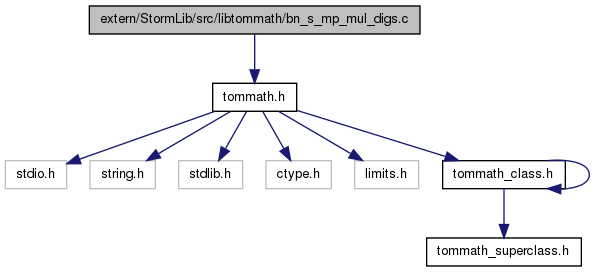 extern/StormLib/src/libtommath/bn_s_mp_mul_digs.c
tommath.h
stdio.h
string.h
stdlib.h
ctype.h
limits.h
tommath_class.h
tommath_superclass.h